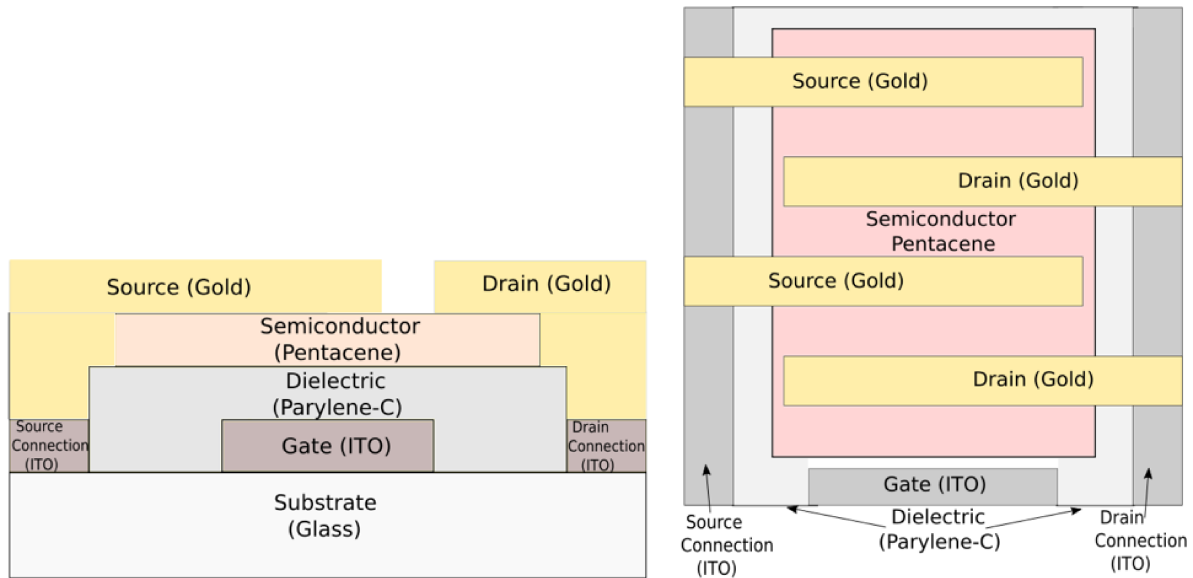 Source (Gold)
Drain (Gold)
Semiconductor
(Pentacene)
Dielectric
(Parylene-C)
Source
Connection
(ITO)
Gate (ITO)
Drain
Connection
(ITO)
Substrate
(Glass)
Source (Gold)
Drain (Gold)
Semiconductor
Pentacene
Source (Gold)
Drain (Gold)
Gate (ITO)
Source
Connection
(ITO)
Dielectric
(Parylene-C)
Drain
Connection
(ITO)